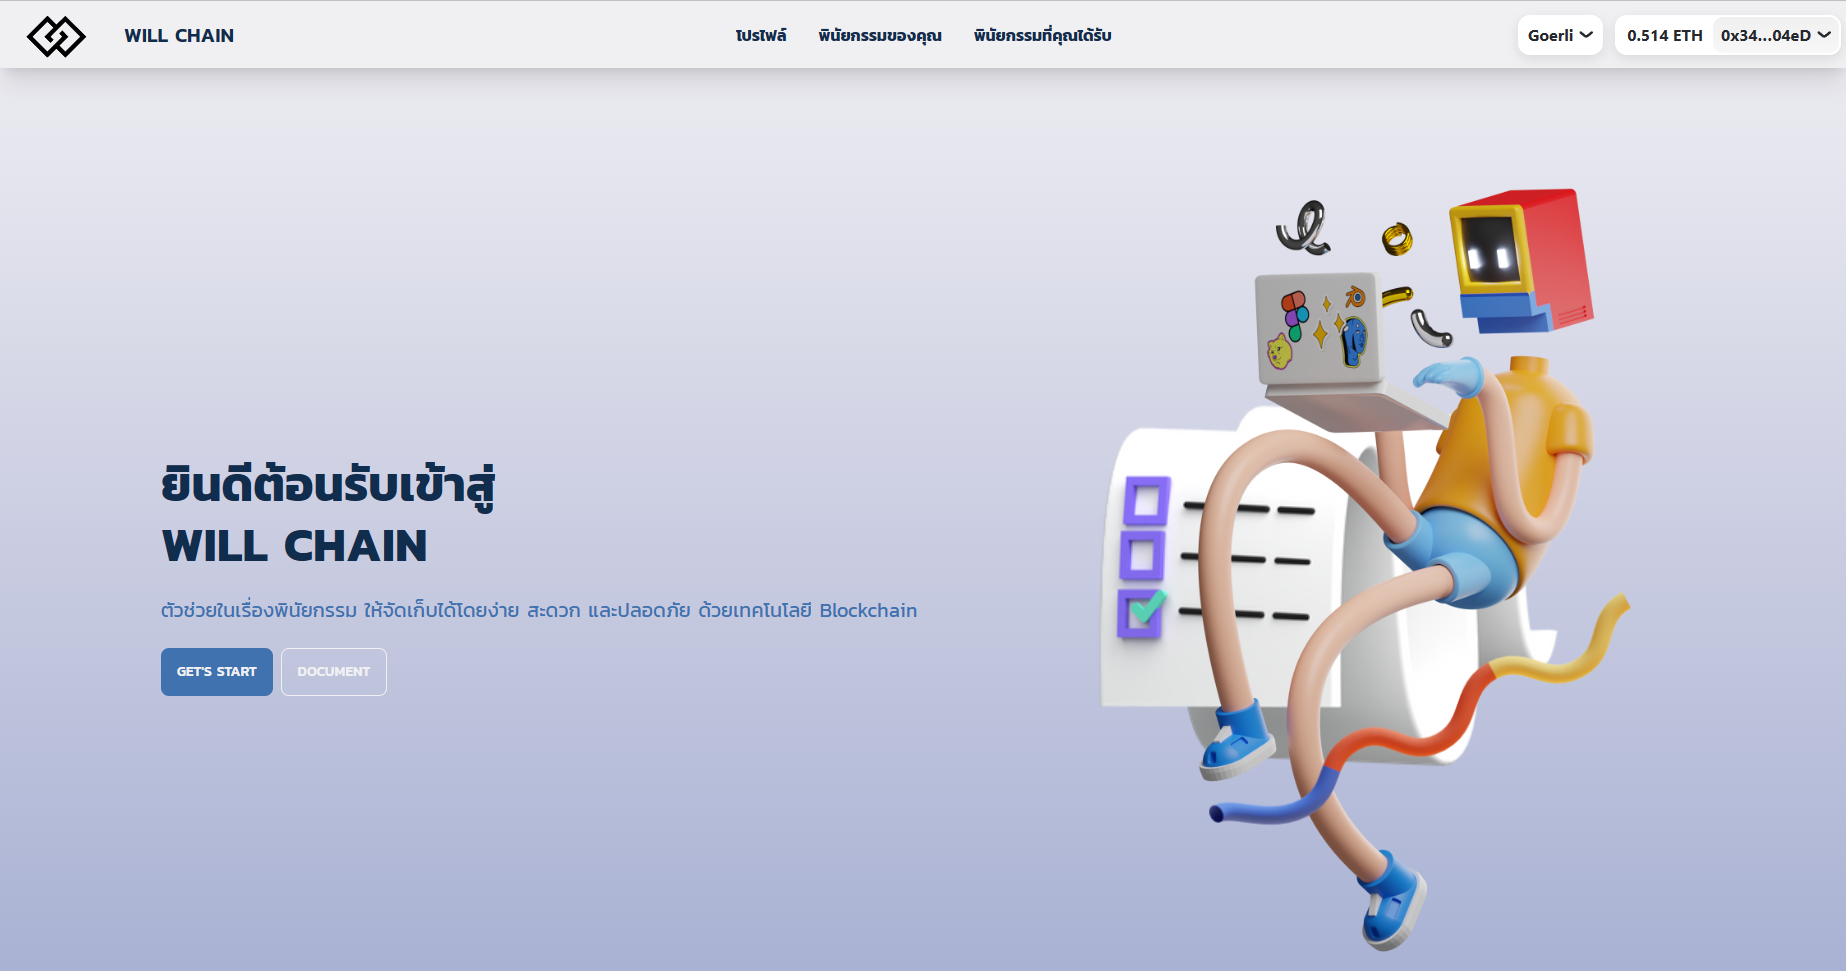 WILL CHAIN
โปรไฟล์
พินัยกรรมของคุณ
พินัยกรรมที่คุณได้รับ
Goerli
0.514 ETH
0x34...04eD
ยินดีต้อนรับเข้าสู่
WILL CHAIN
ตัวช่วยในเรื่องพินัยกรรม ให้จัดเก็บได้โดยง่าย สะดวก และปลอดภัย ด้วยเทคโนโลยี Blockchain
GET'S START
DOCUMENT